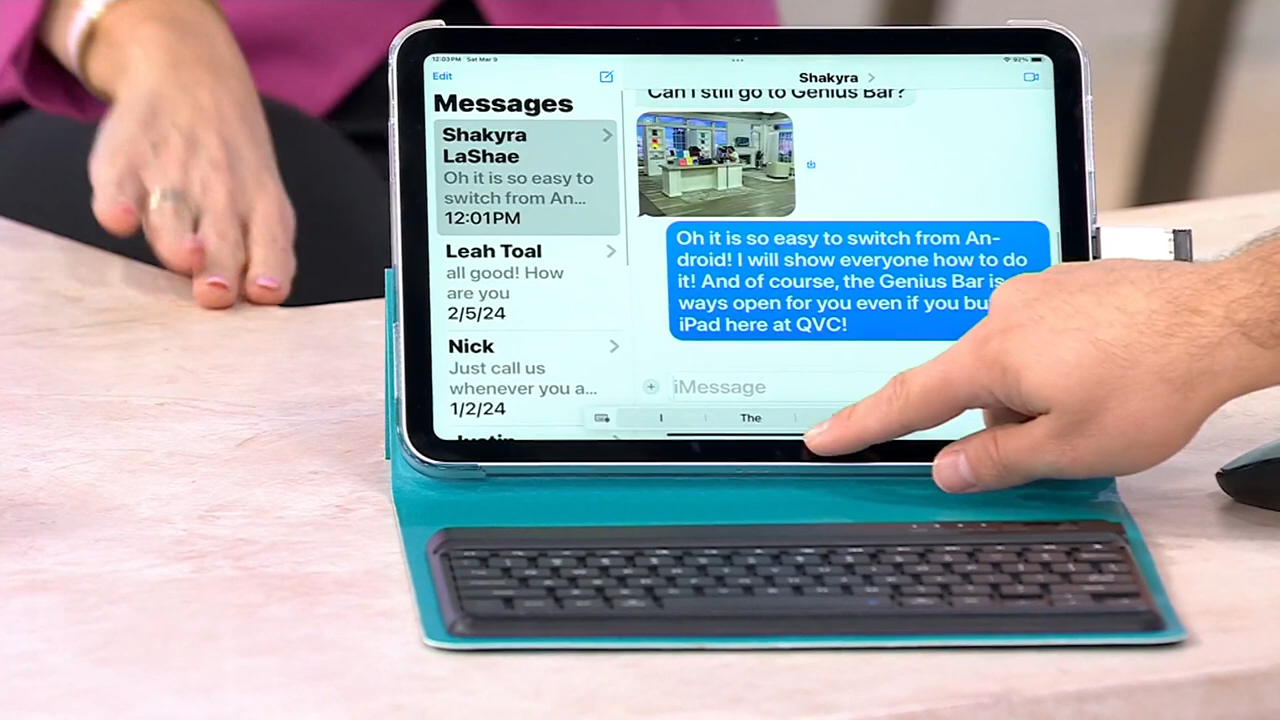 12:03PM Sat Mar 9
92%
Edit
Messages
Shakyra
LaShae
Oh it is so easy to
switch from An...
12:01PM
Leah Toal
all good! How
are you
2/5/24
Nick
Just call us
whenever you a...
1/2/24
Justin
Shakyra
Can I still go to Genius Bar?
Oh it is so easy to switch from An-
droid! I will show everyone how to do
it! And of course, the Genius Bar is
ways open for you even if you bu
iPad here at QVC!
iMessage
I
The